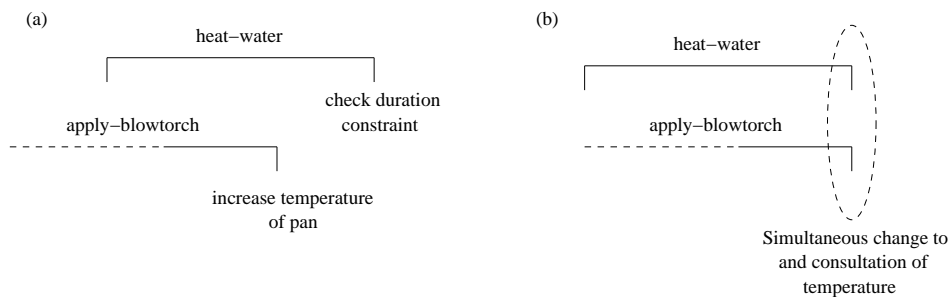 (a)
heat−water
check duration
constraint
apply−blowtorch
increase temperature
of pan
(b)
heat−water
apply−blowtorch
Simultaneous change to
and consultation of
temperature